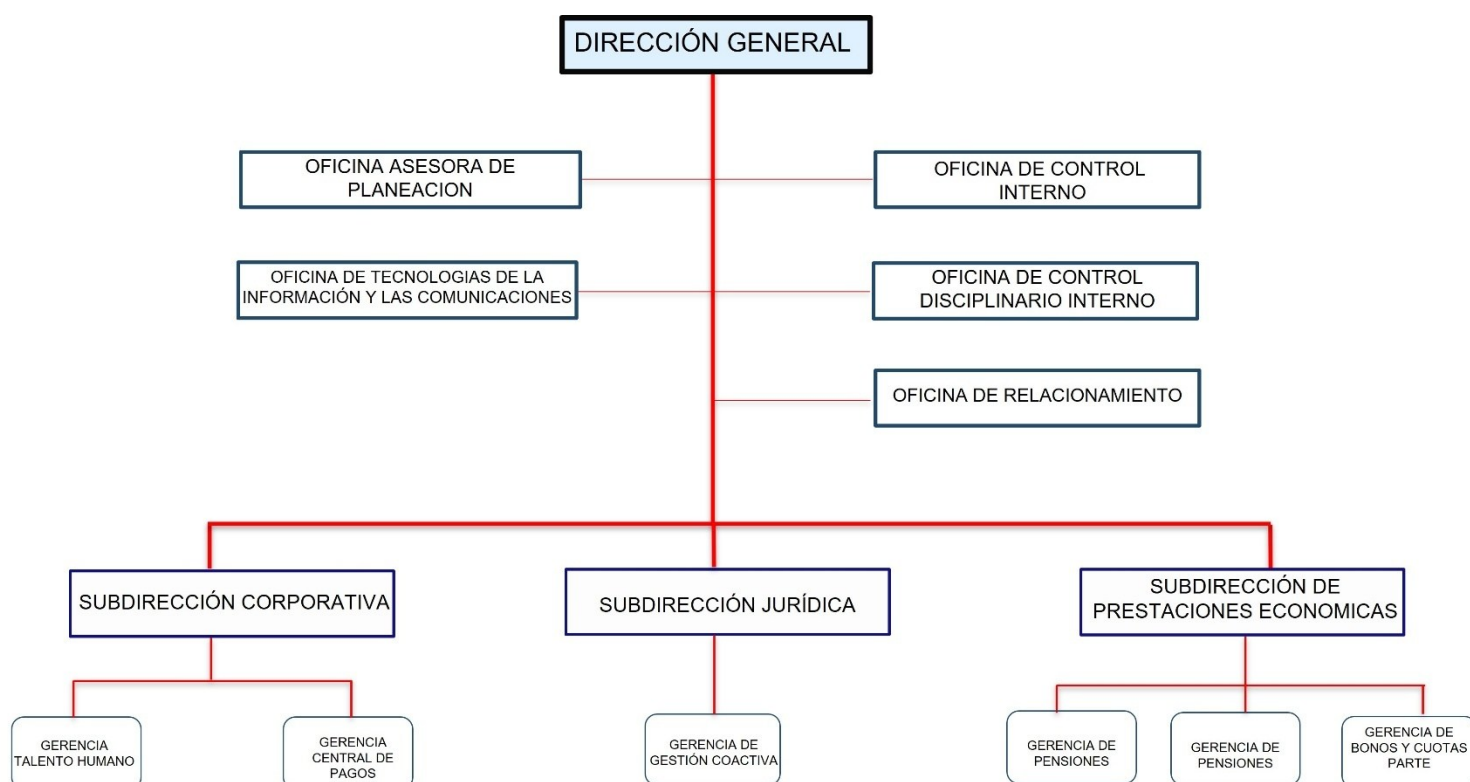 DIRECCIÓN GENERAL
OFICINA ASESORA DE
PLANEACION
OFICINA DE CONTROL
INTERNO
OFICINA DE TECNOLOGIAS DE LA
INFORMACIÓN Y LAS COMUNICACIONES
OFICINA DE CONTROL
DISCIPLINARIO INTERNO
OFICINA DE RELACIONAMIENTO
SUBDIRECCIÓN CORPORATIVA
SUBDIRECCIÓN JURÍDICA
SUBDIRECCIÓN DE
PRESTACIONES ECONOMICAS
GERENCIA
TALENTO HUMANO
GERENCIA
CENTRAL DE
PAGOS
GERENCIA DE
GESTIÓN COACTIVA
GERENCIA DE
PENSIONES
GERENCIA DE
PENSIONES
GERENCIA DE
BONOS Y CUOTAS
PARTE